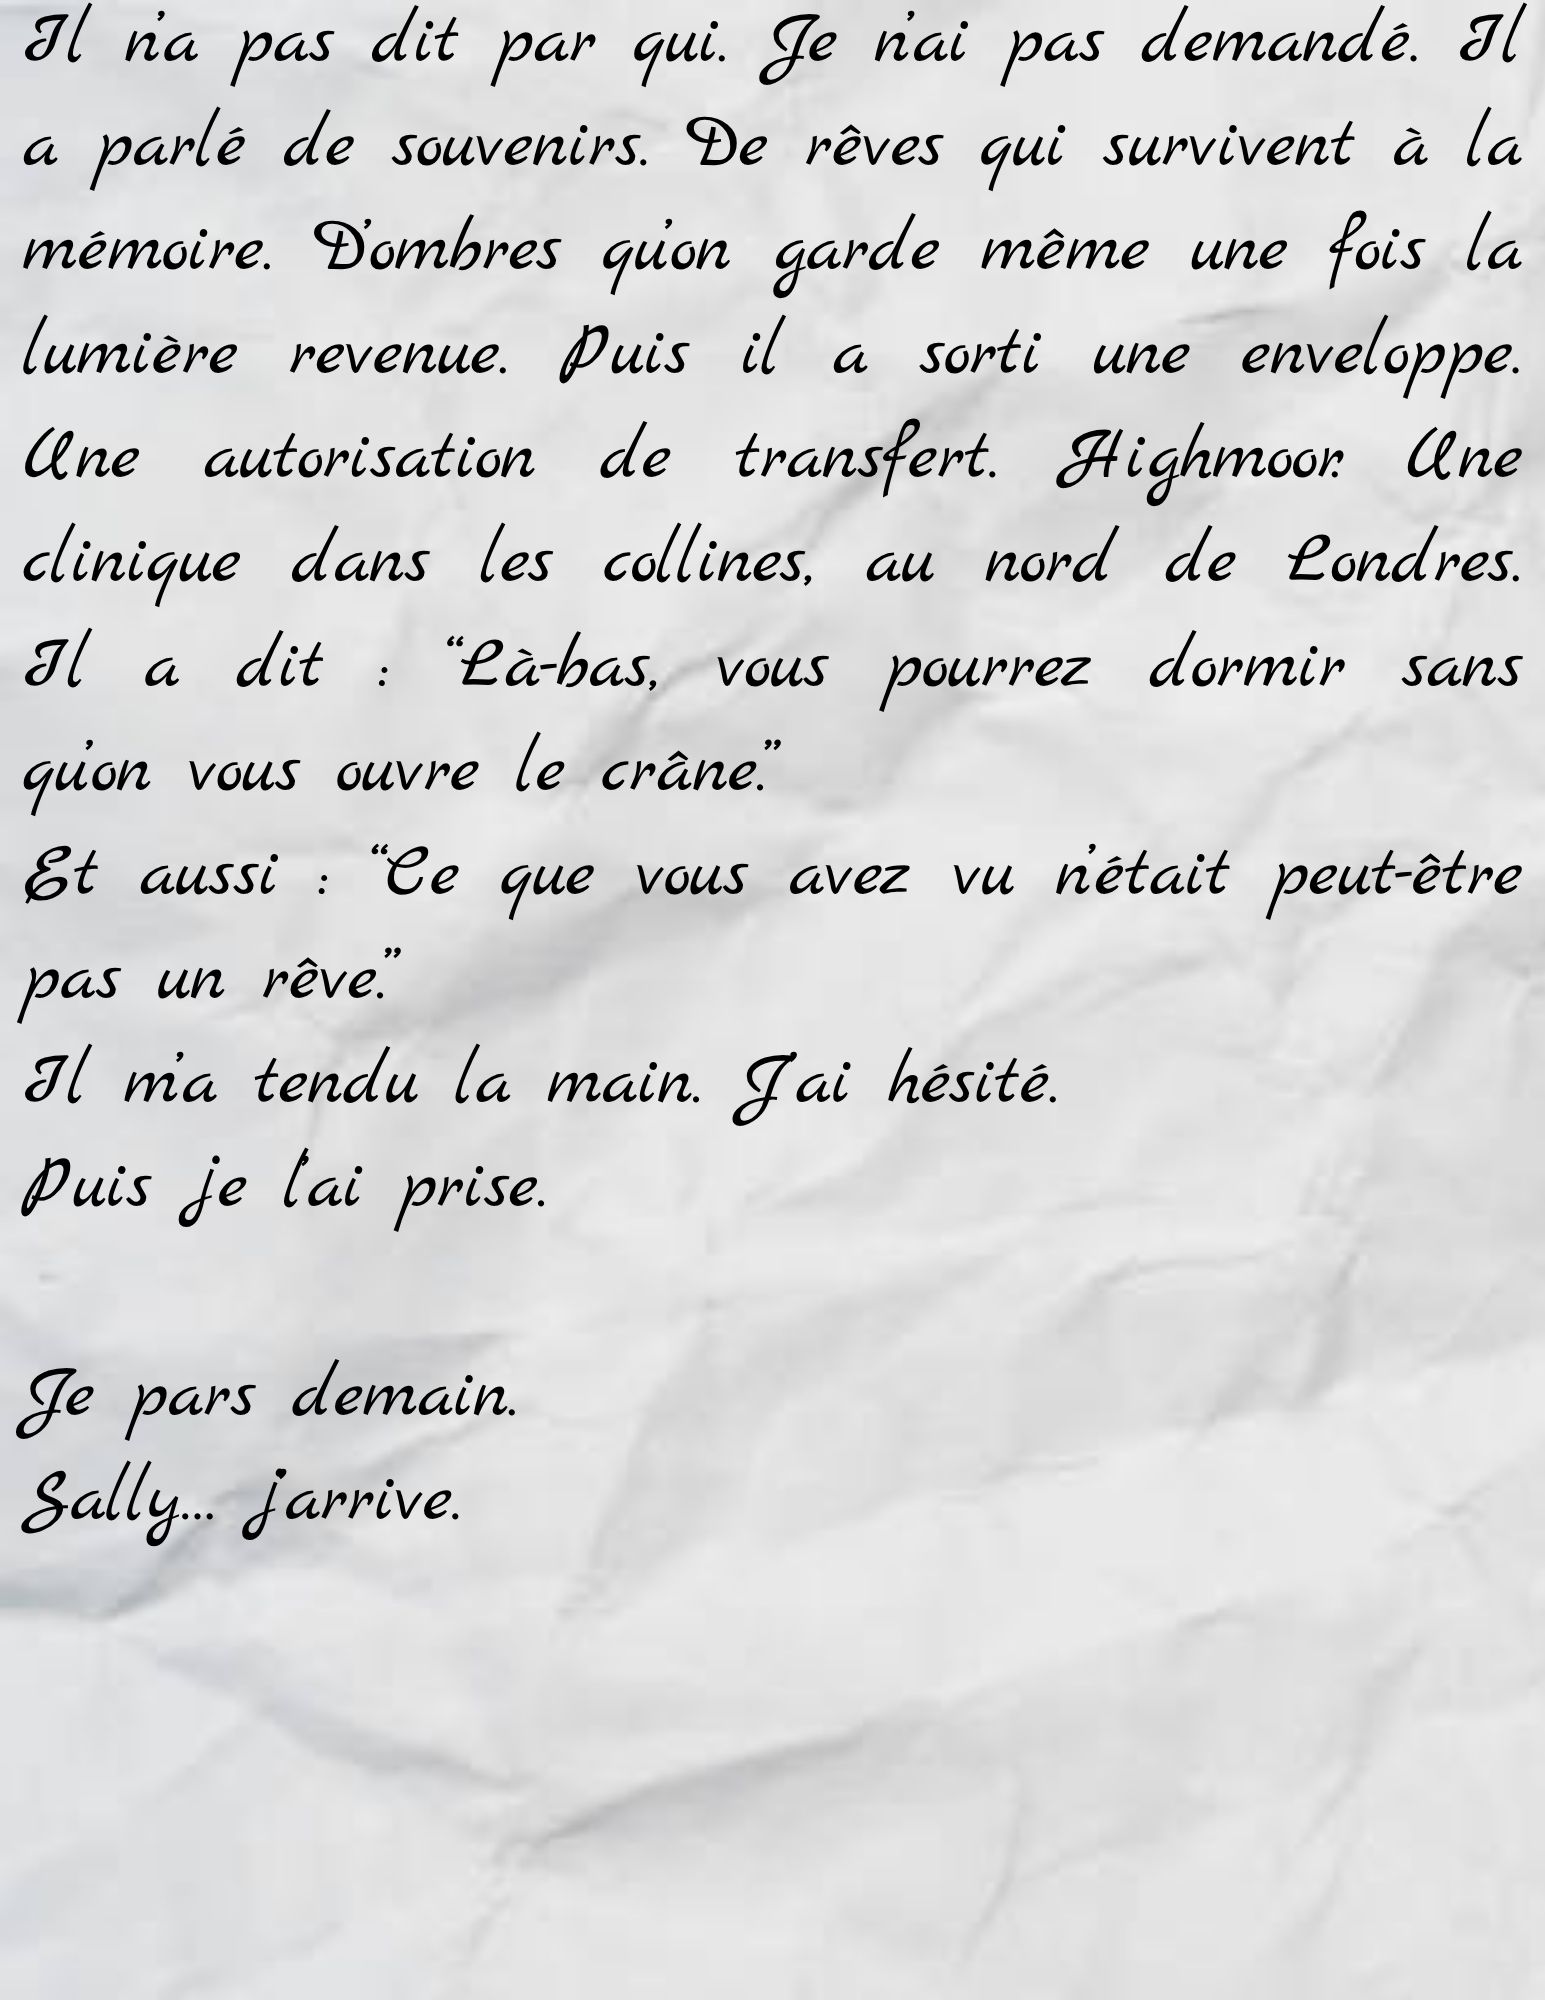 Il n'a pas dit par qui. Je n'ai pas demandé. Il
a parlé de souvenirs. De rêves qui survivent à la
mémoire. D'ombres qu'on garde même une fois la
lumière revenue. Puis il a sorti une enveloppe.
Une autorisation de transfert. Highmoor. Une
clinique dans les collines, au nord de Londres.
Il a dit : “Là-bas, vous pourrez dormir sans
qu'on vous ouvre le crâne.”
Et aussi : “Ce que vous avez vu n'était peut-être
pas un rêve.”
Il m'a tendu la main. J'ai hésité.
Puis je l'ai prise.
Je pars demain.
Sally... j'arrive.